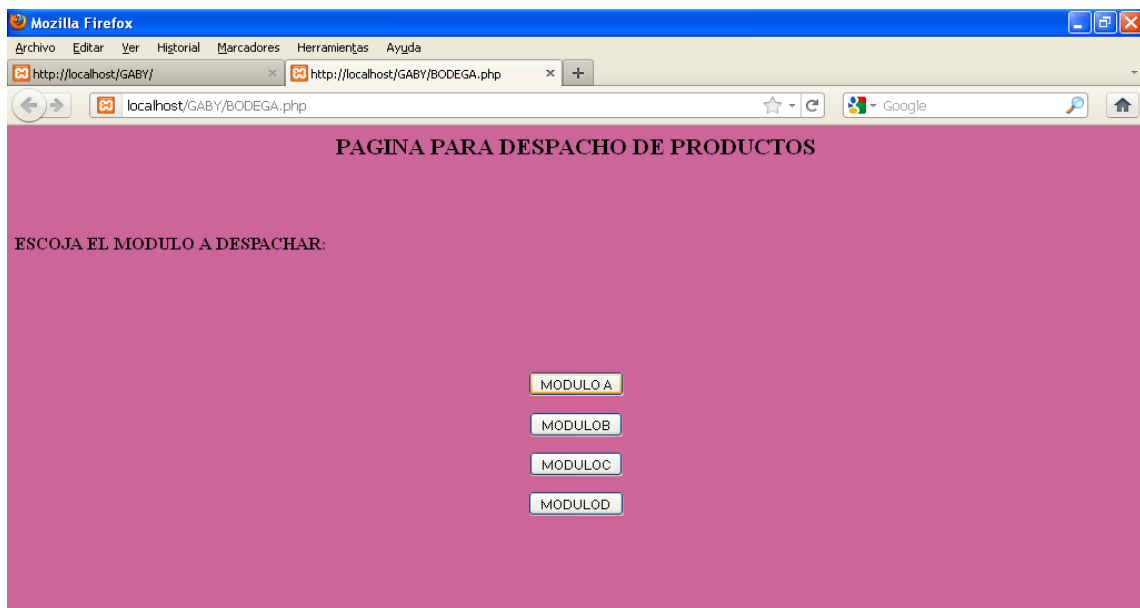 Mozilla Firefox
Archivo Editar Ver Historial Marcadores Herramientas Ayuda
http://localhost/GABY/ http://localhost/GABY/BODEGA.php
localhost/GABY/BODEGA.php Google
PAGINA PARA DESPACHO DE PRODUCTOS
ESCOJA EL MODULO A DESPACHAR:
MODULO A
MODULOB
MODULOC
MODULOD